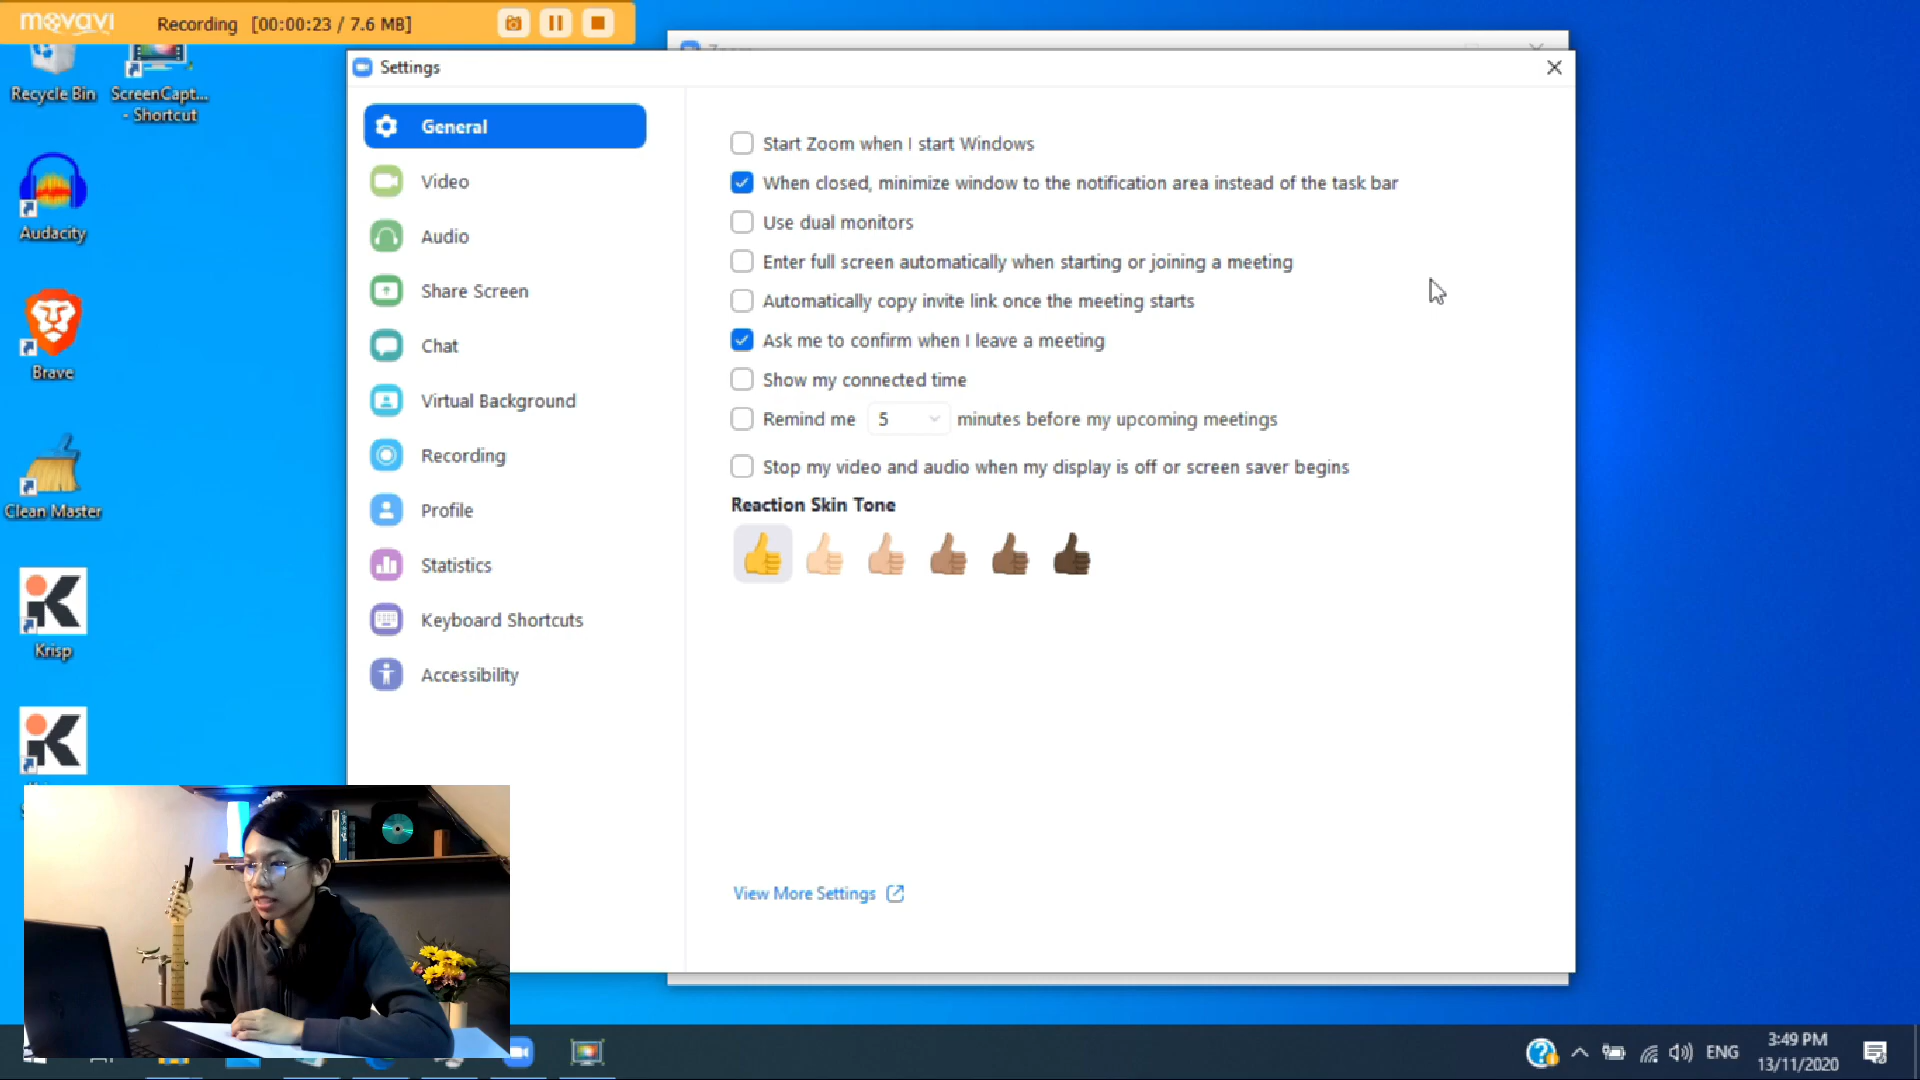 movavi
Recording [00:00:23 / 7.6 MB]
Recycle Bin
ScreenCapt...
- Shortcut
Audacity
Brave
Clean Master
Krisp
Settings
General
Video
Audio
Share Screen
Chat
Virtual Background
Recording
Profile
Statistics
Keyboard Shortcuts
Accessibility
Start Zoom when I start Windows
When closed, minimize window to the notification area instead of the task bar
Use dual monitors
Enter full screen automatically when starting or joining a meeting
Automatically copy invite link once the meeting starts
Ask me to confirm when I leave a meeting
Show my connected time
Remind me 5 minutes before my upcoming meetings
Stop my video and audio when my display is off or screen saver begins
Reaction Skin Tone
View More Settings
ENG
3:49 PM
13/11/2020